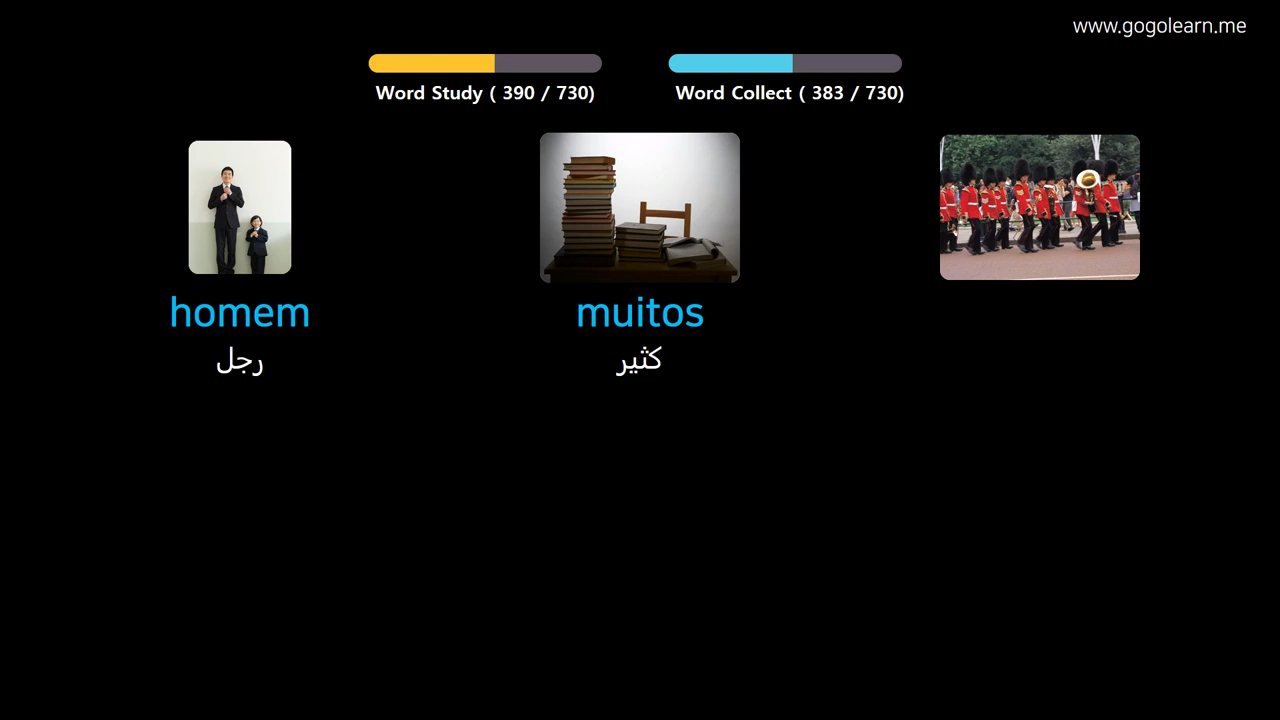 www.gogolearn.me
Word Study ( 390 / 730)
Word Collect ( 383 / 730)
homem
muitos
رجل
كثير